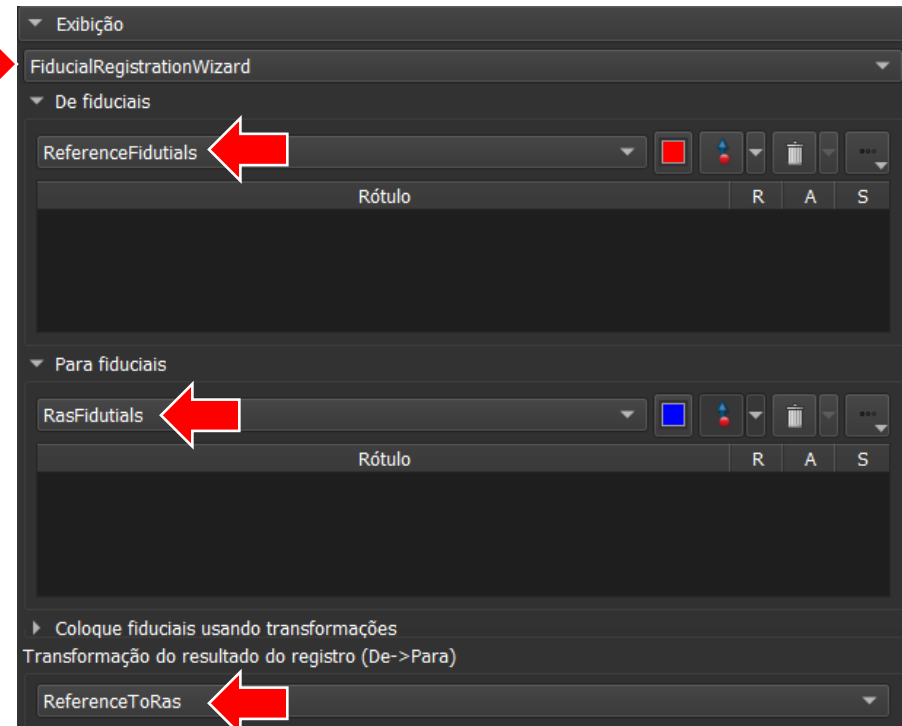 Exibição
FiducialRegistrationWizard
De fiduciais
ReferenceFidutials
Rótulo R A S
Para fiduciais
RasFidutials
Rótulo R A S
Coloque fiduciais usando transformações
Transformação do resultado do registro (De->Para)
ReferenceToRas